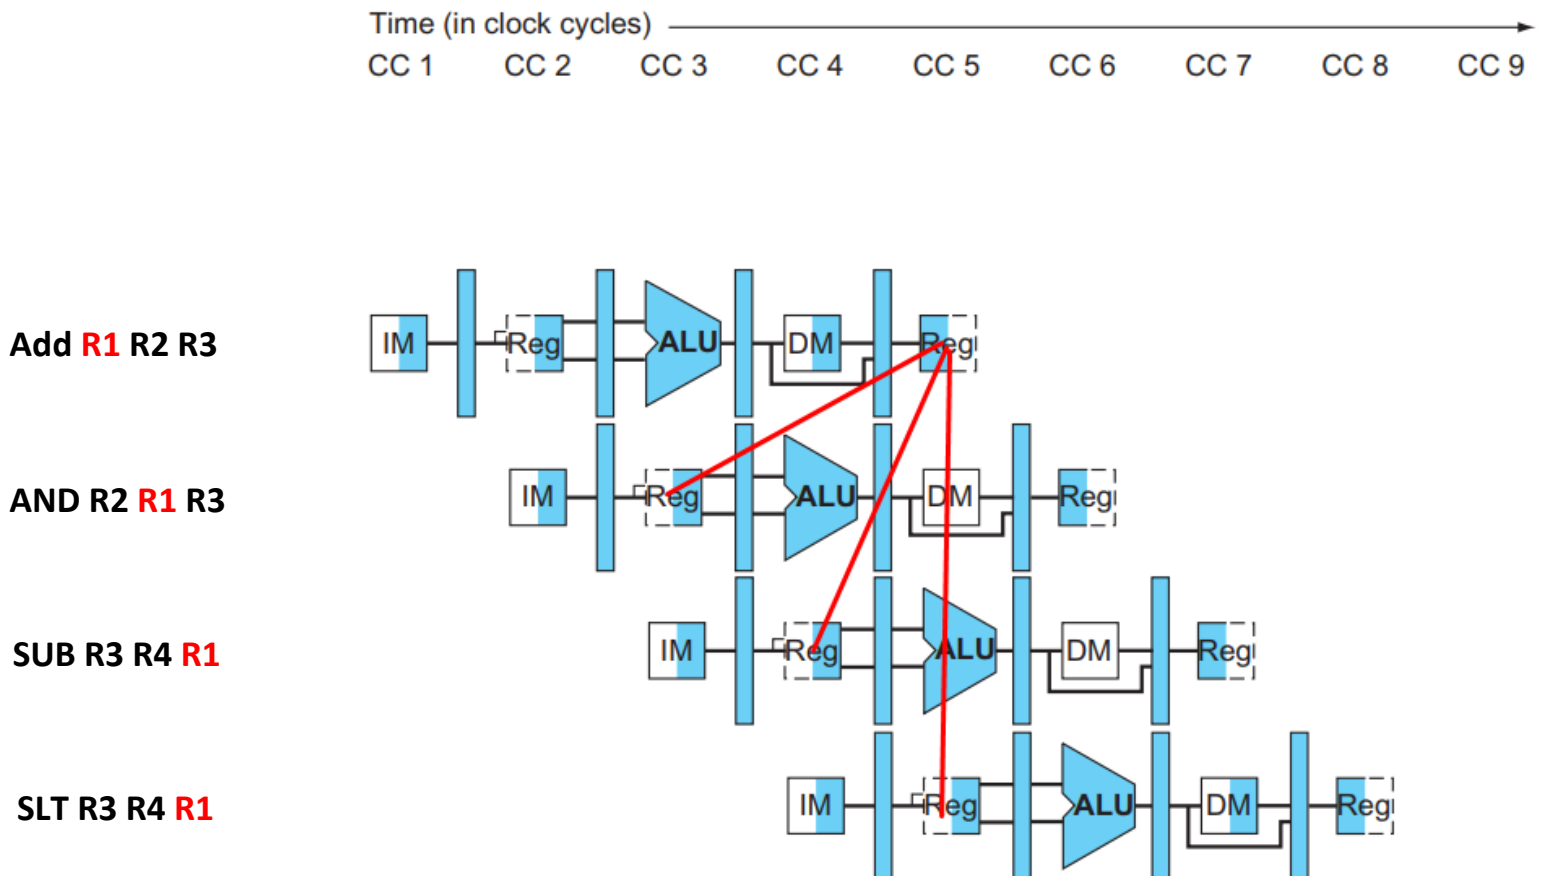 Time (in clock cycles)
CC 1 CC 2 CC 3 CC 4 CC 5 CC 6 CC 7 CC 8 CC 9
Add R1 R2 R3 IM Reg ALU DM Reg
AND R2 R1 R3 IM Reg ALU DM Reg
SUB R3 R4 R1 IM Reg ALU DM Reg
SLT R3 R4 R1 IM Reg ALU DM Reg